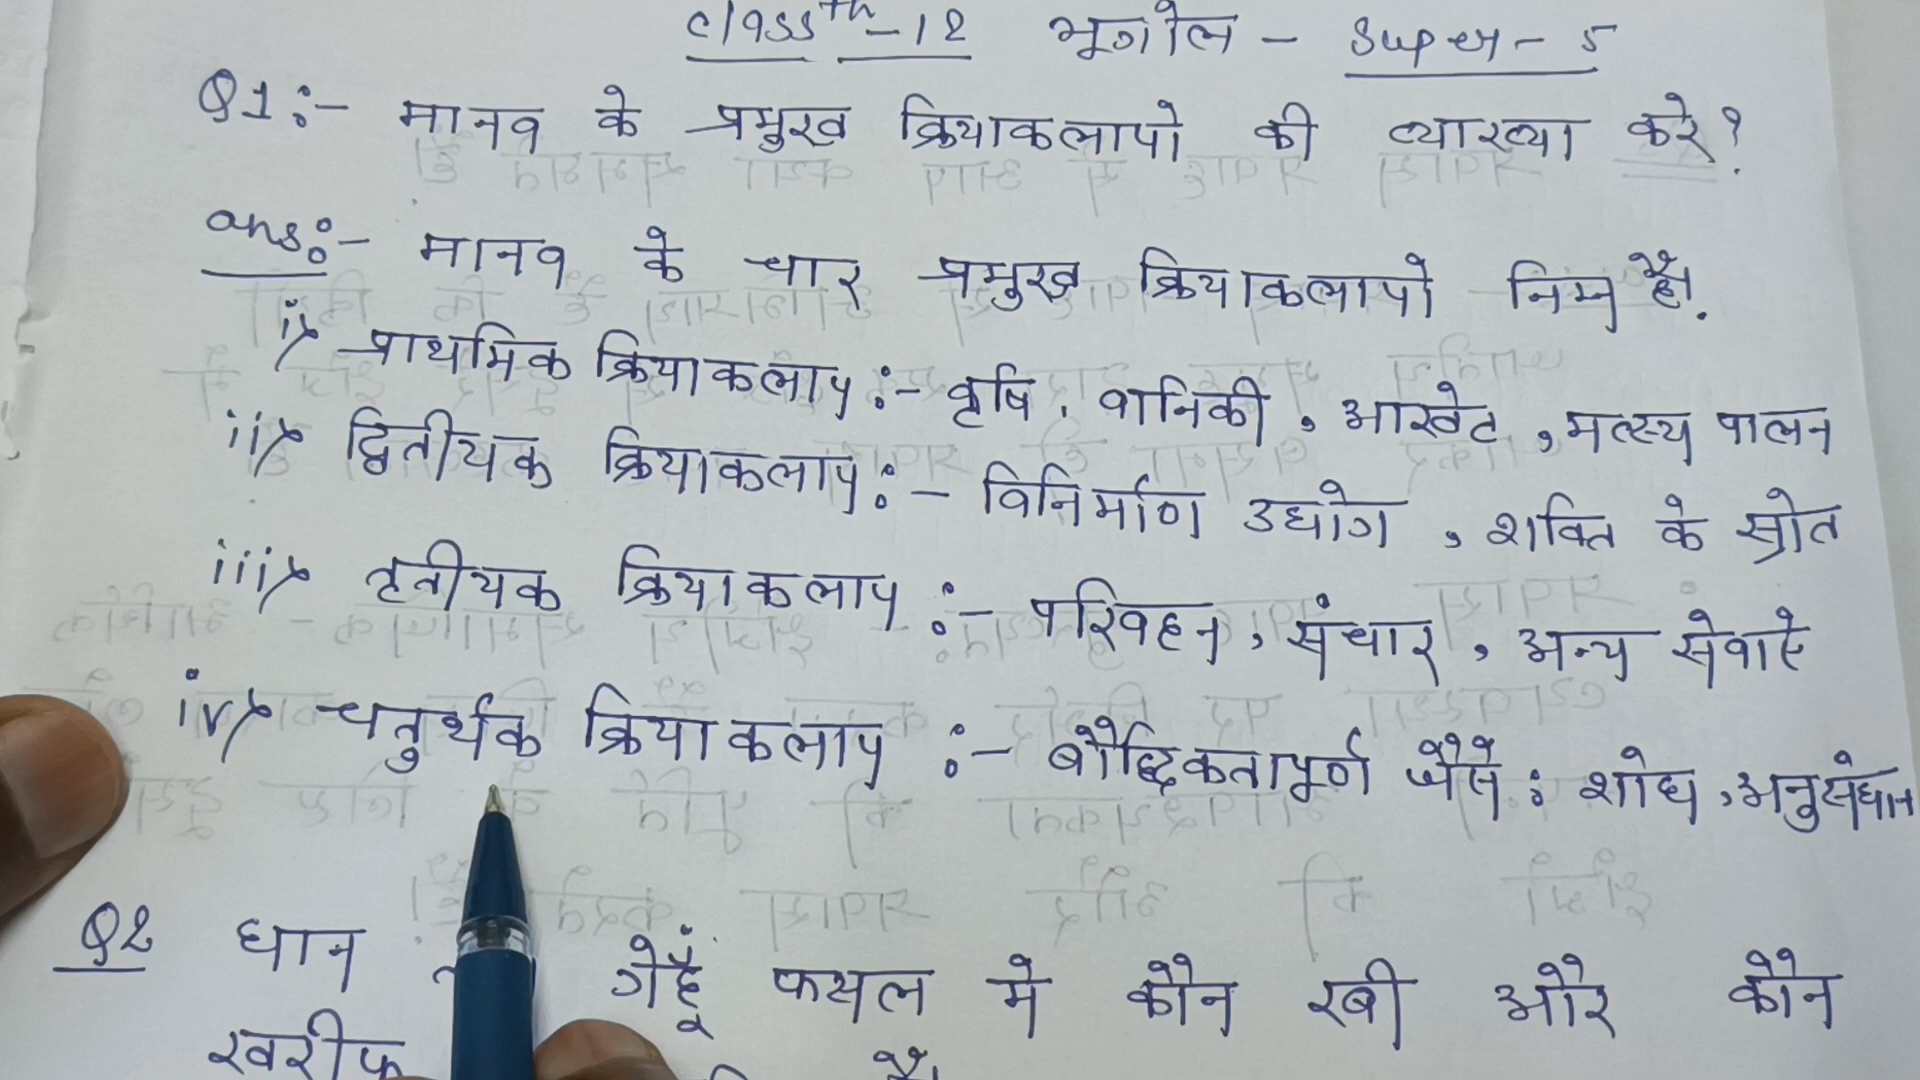 class th - 12 भूगोल - Super - 5
Q1:- मानव के प्रमुख क्रियाकलापो की व्याख्या करे?
ans:- मानव के चार प्रमुख क्रियाकलापो निम्न है।
i) प्राथमिक क्रियाकलाप :- कृषि, वानिकी, आखेट, मत्स्य पालन
ii) द्वितीयक क्रियाकलाप :- विनिर्माण उधोग, शक्ति के स्रोत
iii) तृतीयक क्रियाकलाप :- परिवहन, संचार, अन्य सेवाऐ
iv) चतुर्थक क्रियाकलाप :- बौद्धिकतापूर्ण जैसे : शोध, अनुसंधान
Q2 धान गेहूँ फसल मे कौन रबी और कौन
खरीफ है।